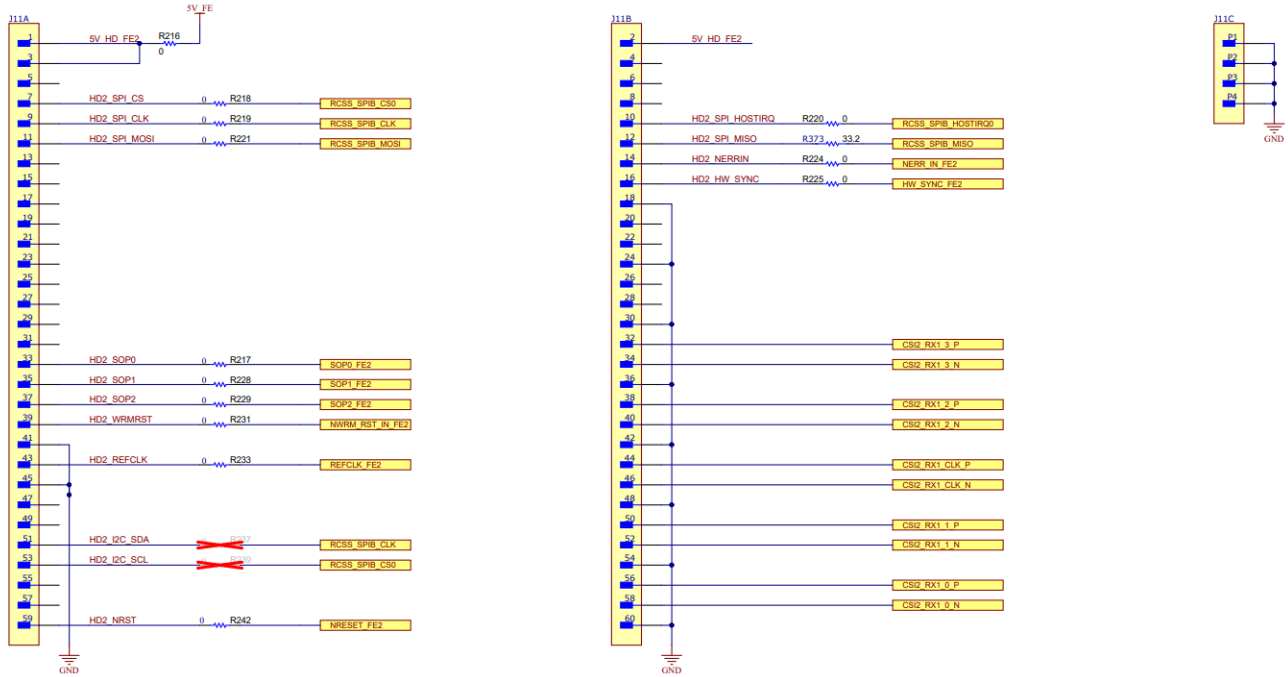 5V_FE
J11A
J11B
J11C
1 5V_HD_FE2 R216
0
3
5
7 HD2_SPI_CS 0 R218 RCSS_SPIB_CS0
9 HD2_SPI_CLK 0 R219 RCSS_SPIB_CLK
11 HD2_SPI_MOSI 0 R221 RCSS_SPIB_MOSI
13
15
17
19
21
23
25
27
29
31
33 HD2_SOP0 0 R217 SOP0_FE2
35 HD2_SOP1 0 R228 SOP1_FE2
37 HD2_SOP2 0 R229 SOP2_FE2
39 HD2_WRMRST 0 R231 NWRM_RST_IN_FE2
41
43 HD2_REFCLK 0 R233 REFCLK_FE2
45
47
49
51 HD2_I2C_SDA 0 R237 RCSS_SPIB_CLK
53 HD2_I2C_SCL RCSS_SPIB_CS0
55
57
59 HD2_NRST 0 R242 NRESET_FE2
GND
2 5V_HD_FE2
4
6
8
10 HD2_SPI_HOSTIRQ R220 0 RCSS_SPIB_HOSTIRQ0
12 HD2_SPI_MISO R373 33.2 RCSS_SPIB_MISO
14 HD2_NERRIN R224 0 NERR_IN_FE2
16 HD2_HW_SYNC R225 0 HW_SYNC_FE2
18
20
22
24
26
28
30
32 CSI2_RX1_3_P
34 CSI2_RX1_3_N
36
38 CSI2_RX1_2_P
40 CSI2_RX1_2_N
42
44 CSI2_RX1_CLK_P
46 CSI2_RX1_CLK_N
48
50 CSI2_RX1_1_P
52 CSI2_RX1_1_N
54
56 CSI2_RX1_0_P
58 CSI2_RX1_0_N
60
GND
P1
P2
P3
P4
GND